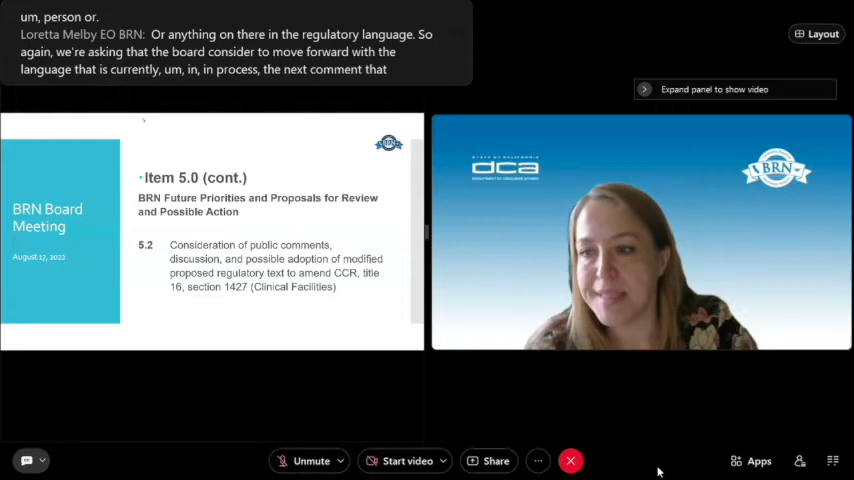 um, person or.
Loretta Melby EO BRN: Or anything on there in the regulatory language. So
again, we're asking that the board consider to move forward with the
language that is currently, um, in, in process, the next comment that
Layout
Expand panel to show video
BRN
Item 5.0 (cont.)
BRN Future Priorities and Proposals for Review
and Possible Action
BRN Board
Meeting
August 17, 2022
5.2 Consideration of public comments,
discussion, and possible adoption of modified
proposed regulatory text to amend CCR, title
16, section 1427 (Clinical Facilities)
STATE OF CALIFORNIA
dca
DEPARTMENT OF CONSUMER AFFAIRS
BRN
Unmute
Start video
Share
Apps